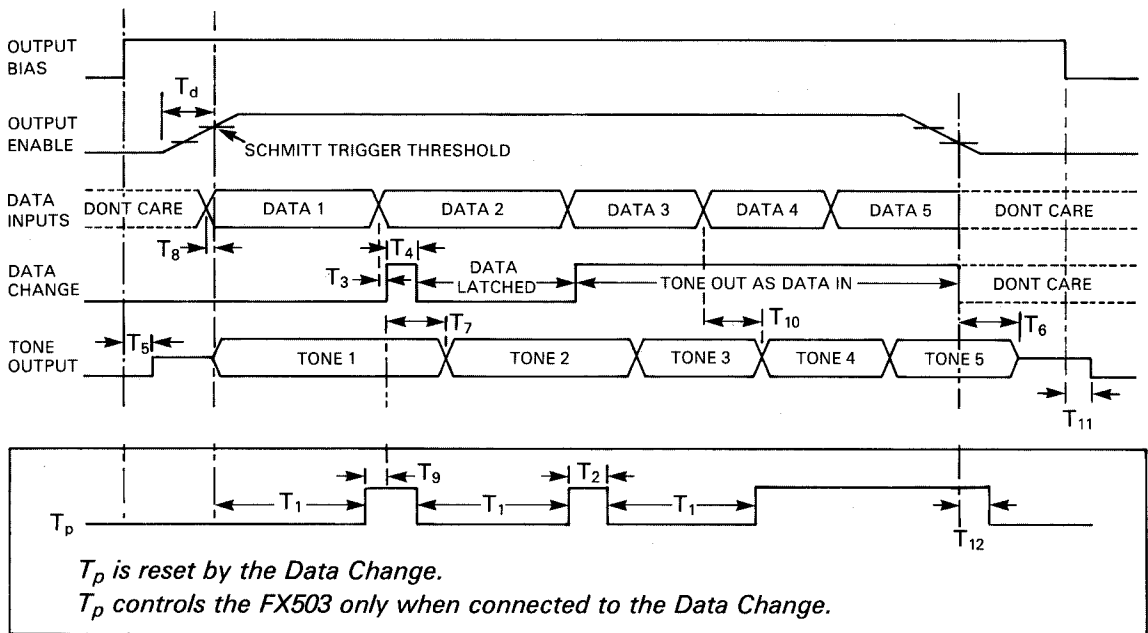 OUTPUT
BIAS
T_d
OUTPUT
ENABLE
SCHMITT TRIGGER THRESHOLD
DATA
INPUTS
DONT CARE
DATA 1
DATA 2
DATA 3
DATA 4
DATA 5
DONT CARE
T_8
T_4
DATA
CHANGE
T_3
DATA
LATCHED
TONE OUT AS DATA IN
DONT CARE
T_7
T_10
T_6
TONE
OUTPUT
T_5
TONE 1
TONE 2
TONE 3
TONE 4
TONE 5
T_11
T_9
T_2
T_1
T_1
T_1
T_p
T_12
T_p is reset by the Data Change.
T_p controls the FX503 only when connected to the Data Change.